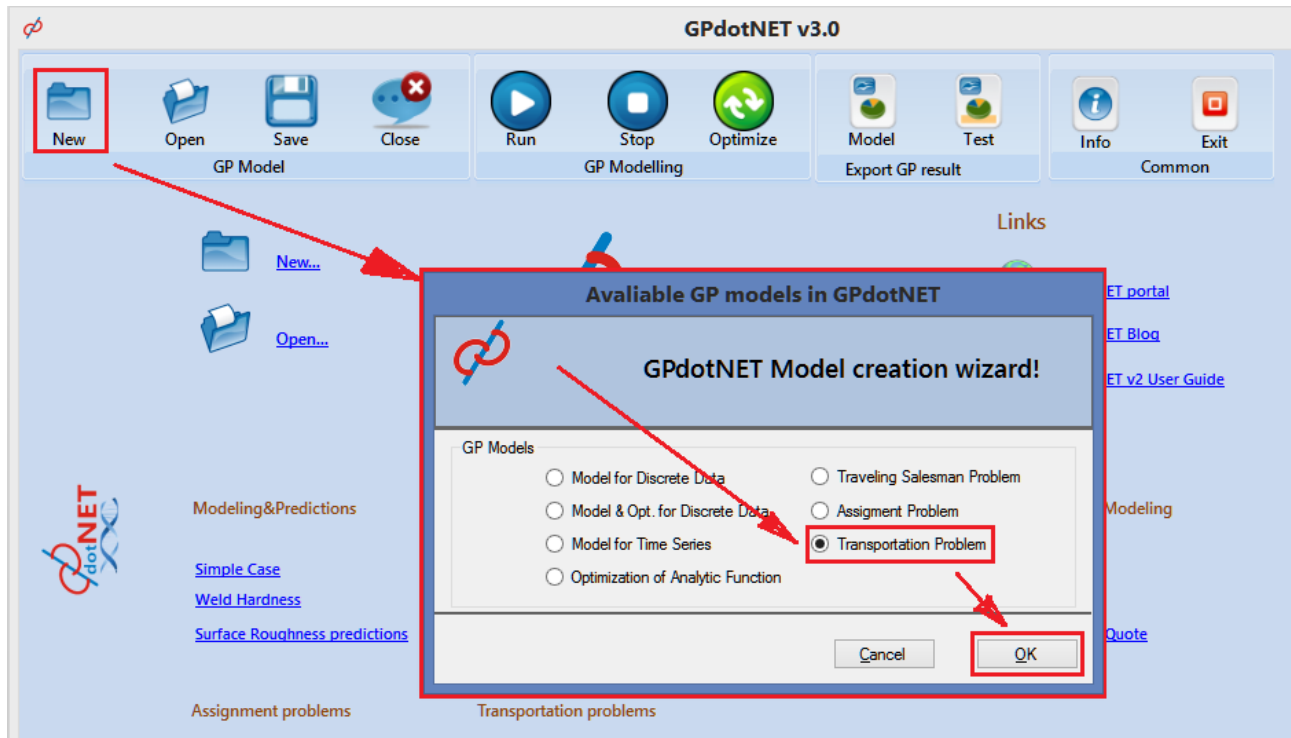 GPdotNET v3.0
New Open Save Close Run Stop Optimize Model Test Info Exit
GP Model GP Modelling Export GP result Common
Links
New...
Open...
ET portal
ET Blog
ET v2 User Guide
Avaliable GP models in GPdotNET
GPdotNET Model creation wizard!
GP Models
Model for Discrete Data
Model & Opt. for Discrete Data
Model for Time Series
Optimization of Analytic Function
Traveling Salesman Problem
Assigment Problem
Transportation Problem
Cancel OK
dotNET
Modeling&Predictions
Modeling
Simple Case
Weld Hardness
Surface Roughness predictions
Quote
Assignment problems Transportation problems